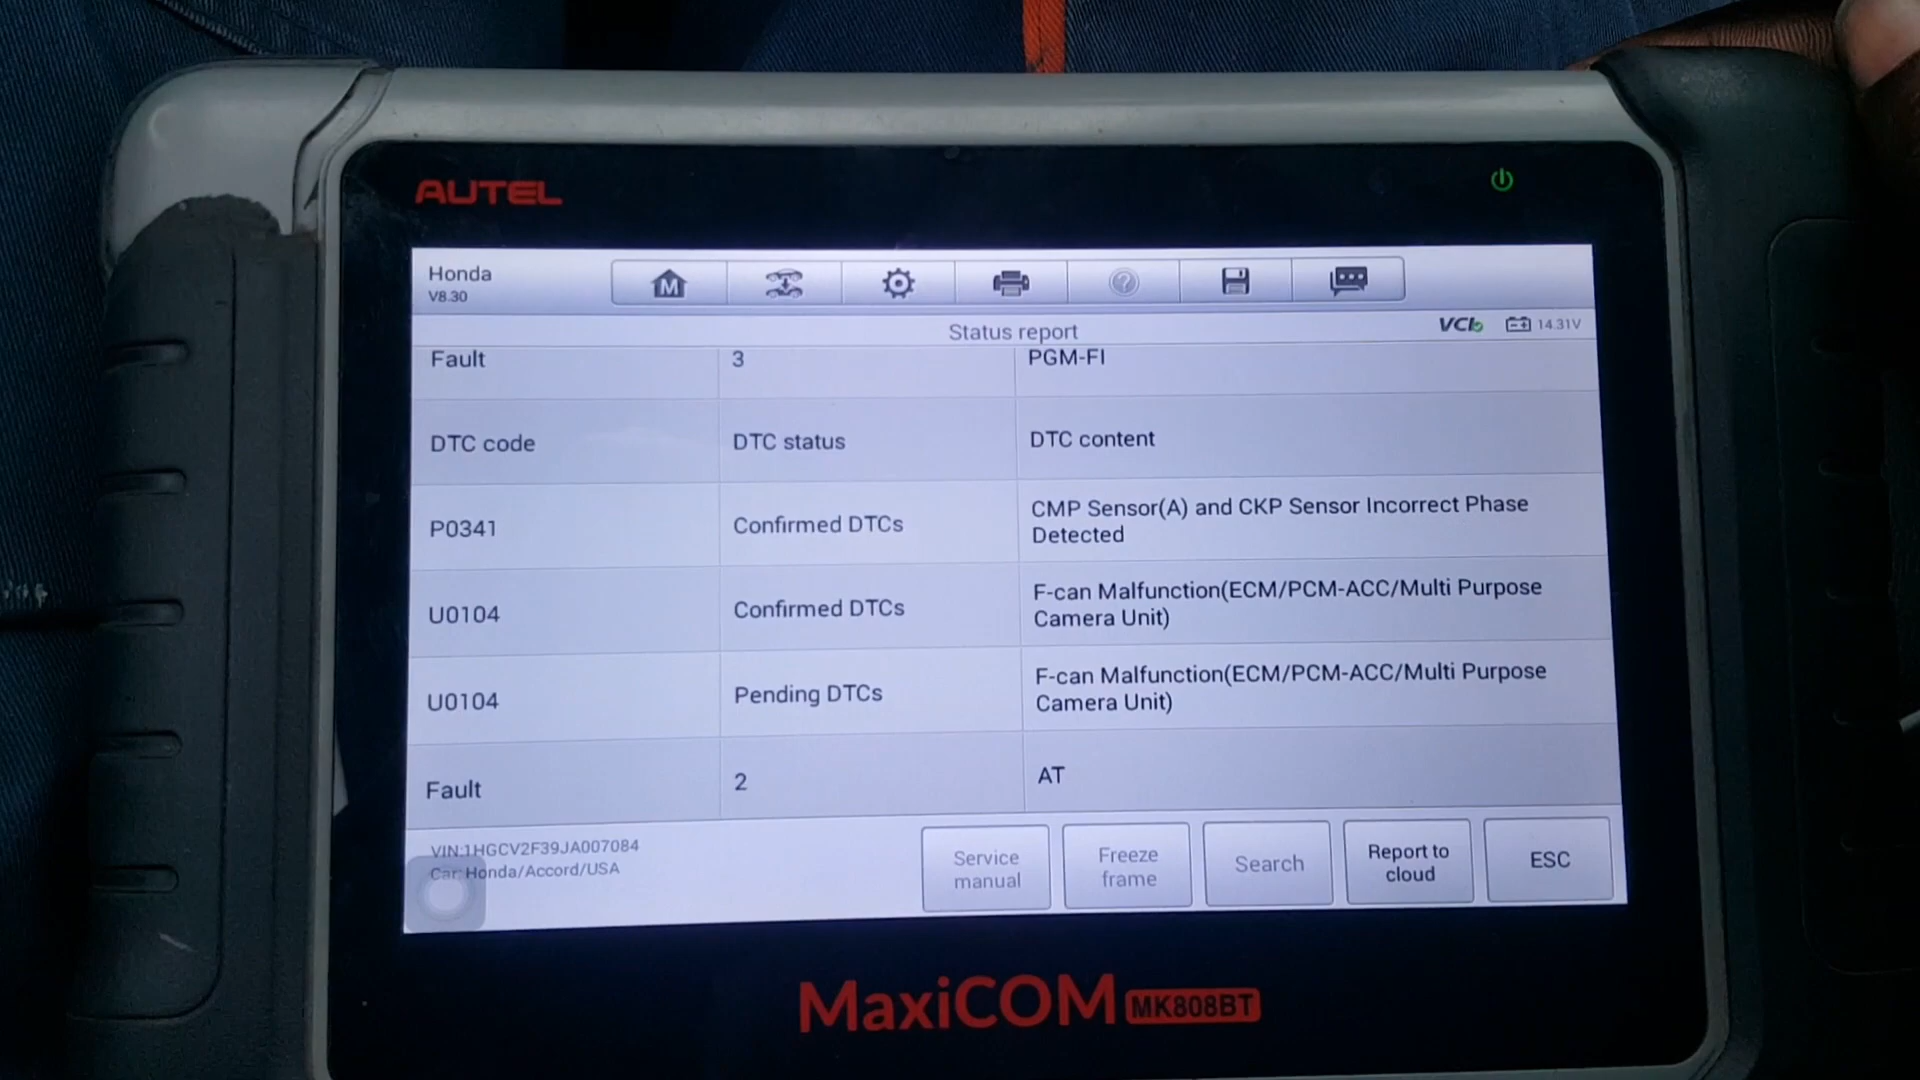 AUTEL
Honda
V8.30
M
?
Status report
VCI
14.31V
Fault 3 PGM-FI
DTC code DTC status DTC content
P0341 Confirmed DTCs CMP Sensor(A) and CKP Sensor Incorrect Phase
Detected
U0104 Confirmed DTCs F-can Malfunction(ECM/PCM-ACC/Multi Purpose
Camera Unit)
U0104 Pending DTCs F-can Malfunction(ECM/PCM-ACC/Multi Purpose
Camera Unit)
Fault 2 AT
VIN:1HGCV2F39JA007084
Car:Honda/Accord/USA
Service
manual
Freeze
frame
Search
Report to
cloud
ESC
MaxiCOM MK808BT